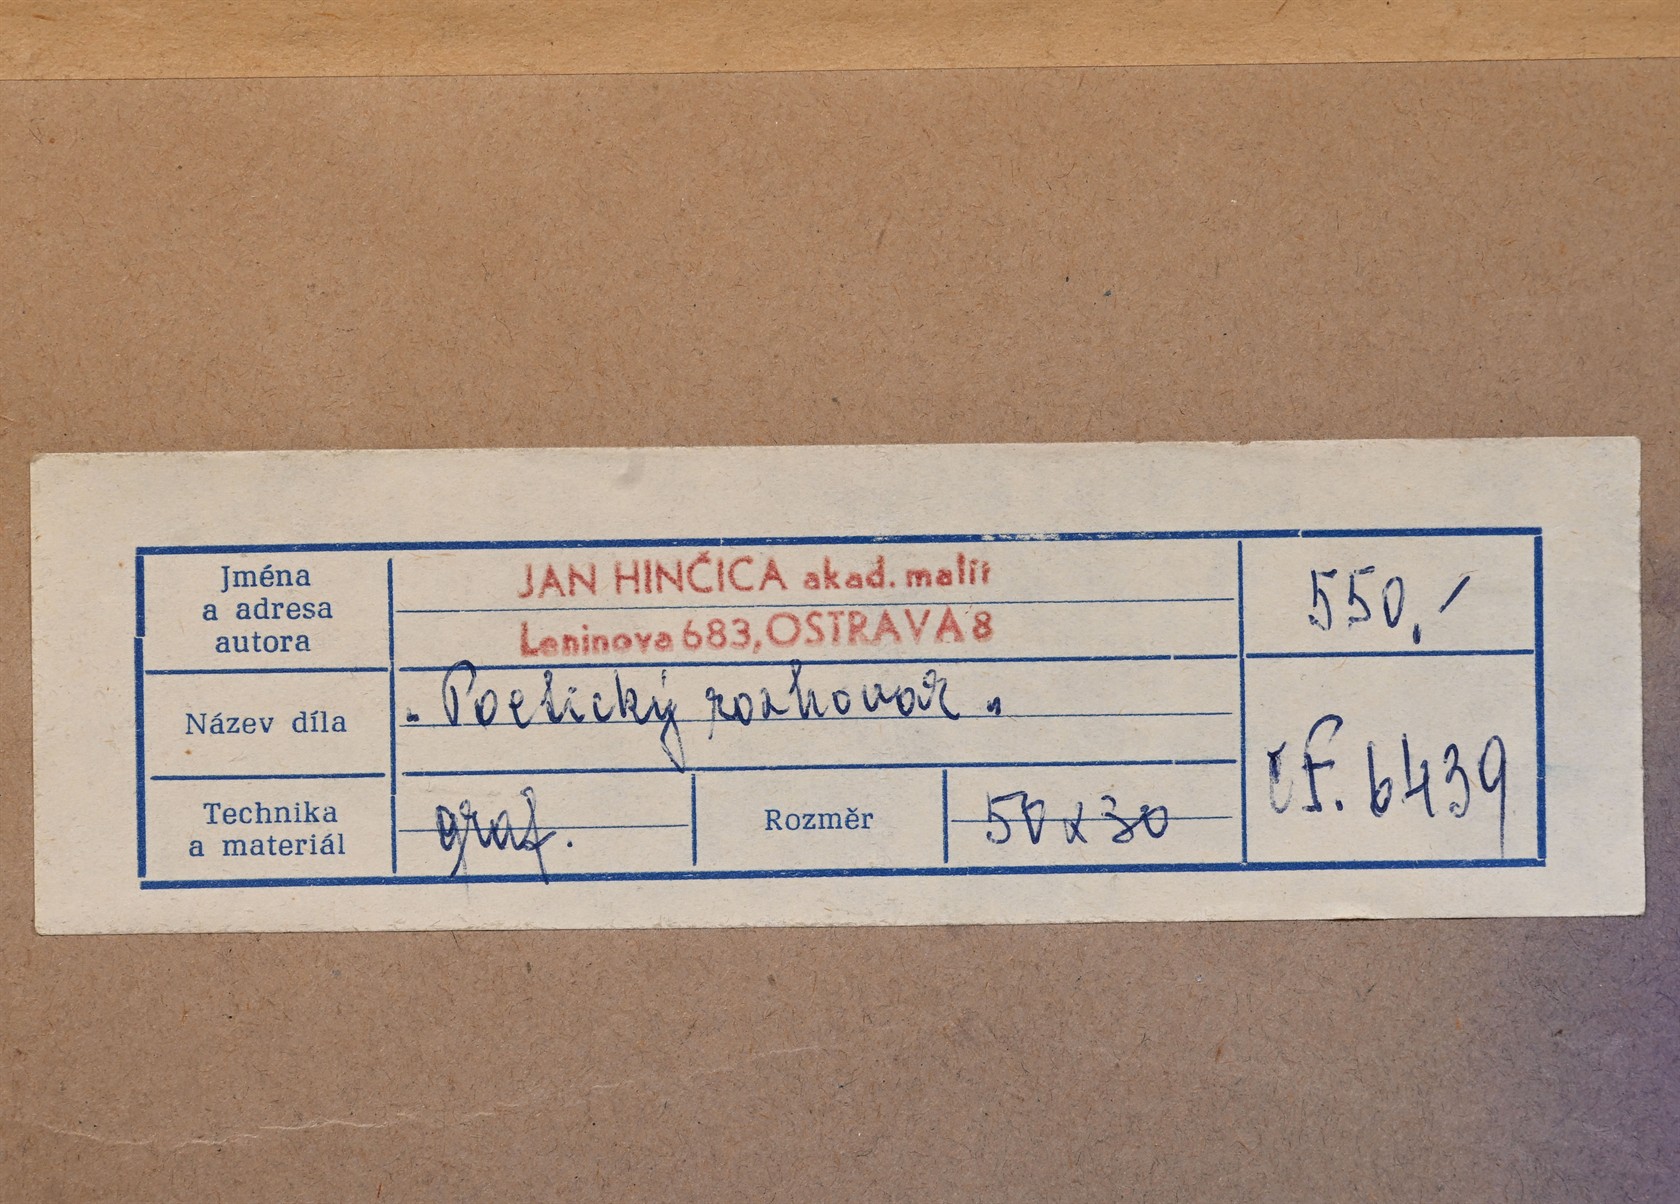 Jména
a adresa
autora
JAN HINČICA akad. malíř
Leninova 683, OSTRAVA 8
550,-
Název díla
„Poetický rozhovor"
Technika
a materiál
graf.
Rozměr
50 x 30
čF. 6439